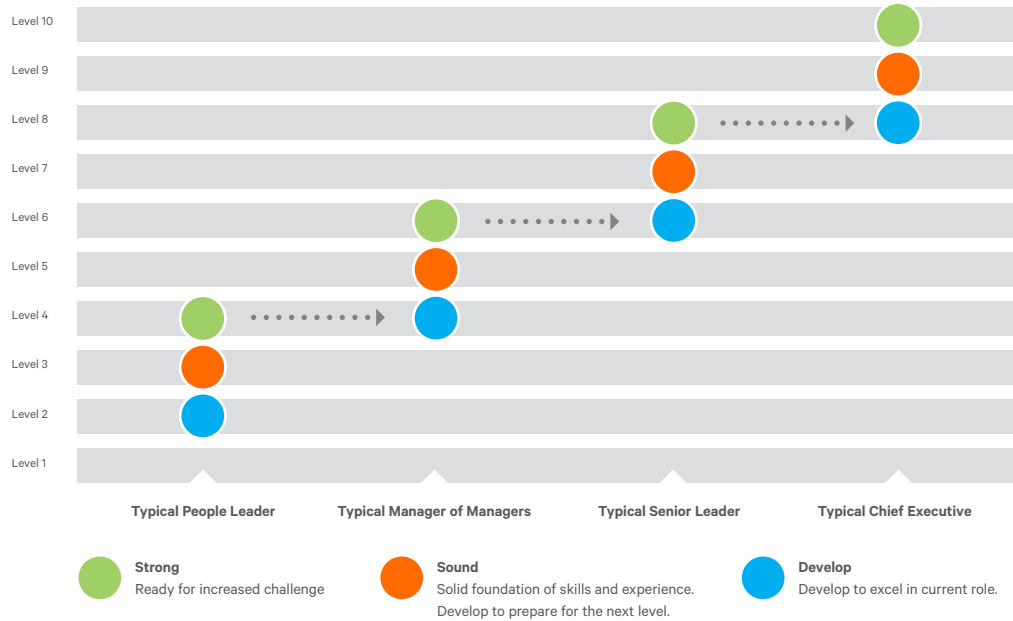 Level 10
Level 9
Level 8
Level 7
Level 6
Level 5
Level 4
Level 3
Level 2
Level 1
Typical People Leader
Typical Manager of Managers
Typical Senior Leader
Typical Chief Executive
Strong
Ready for increased challenge
Sound
Solid foundation of skills and experience.
Develop to prepare for the next level.
Develop
Develop to excel in current role.